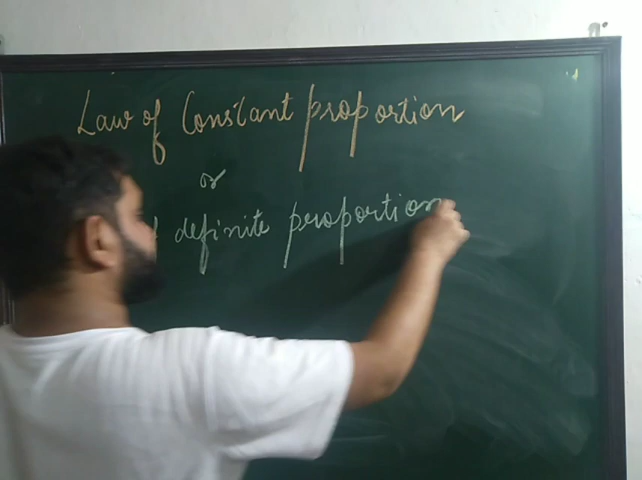 Law of Constant proportion
or
definite proportion